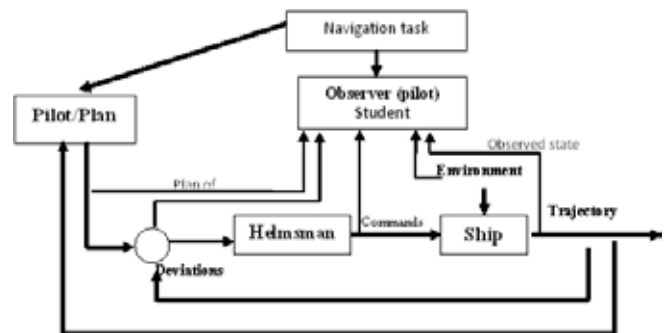 Navigation task
Observer (pilot)
Student
Pilot/Plan
Observed state
Environment
Plan of
Trajectory
Helmsman
Commands
Ship
Deviations